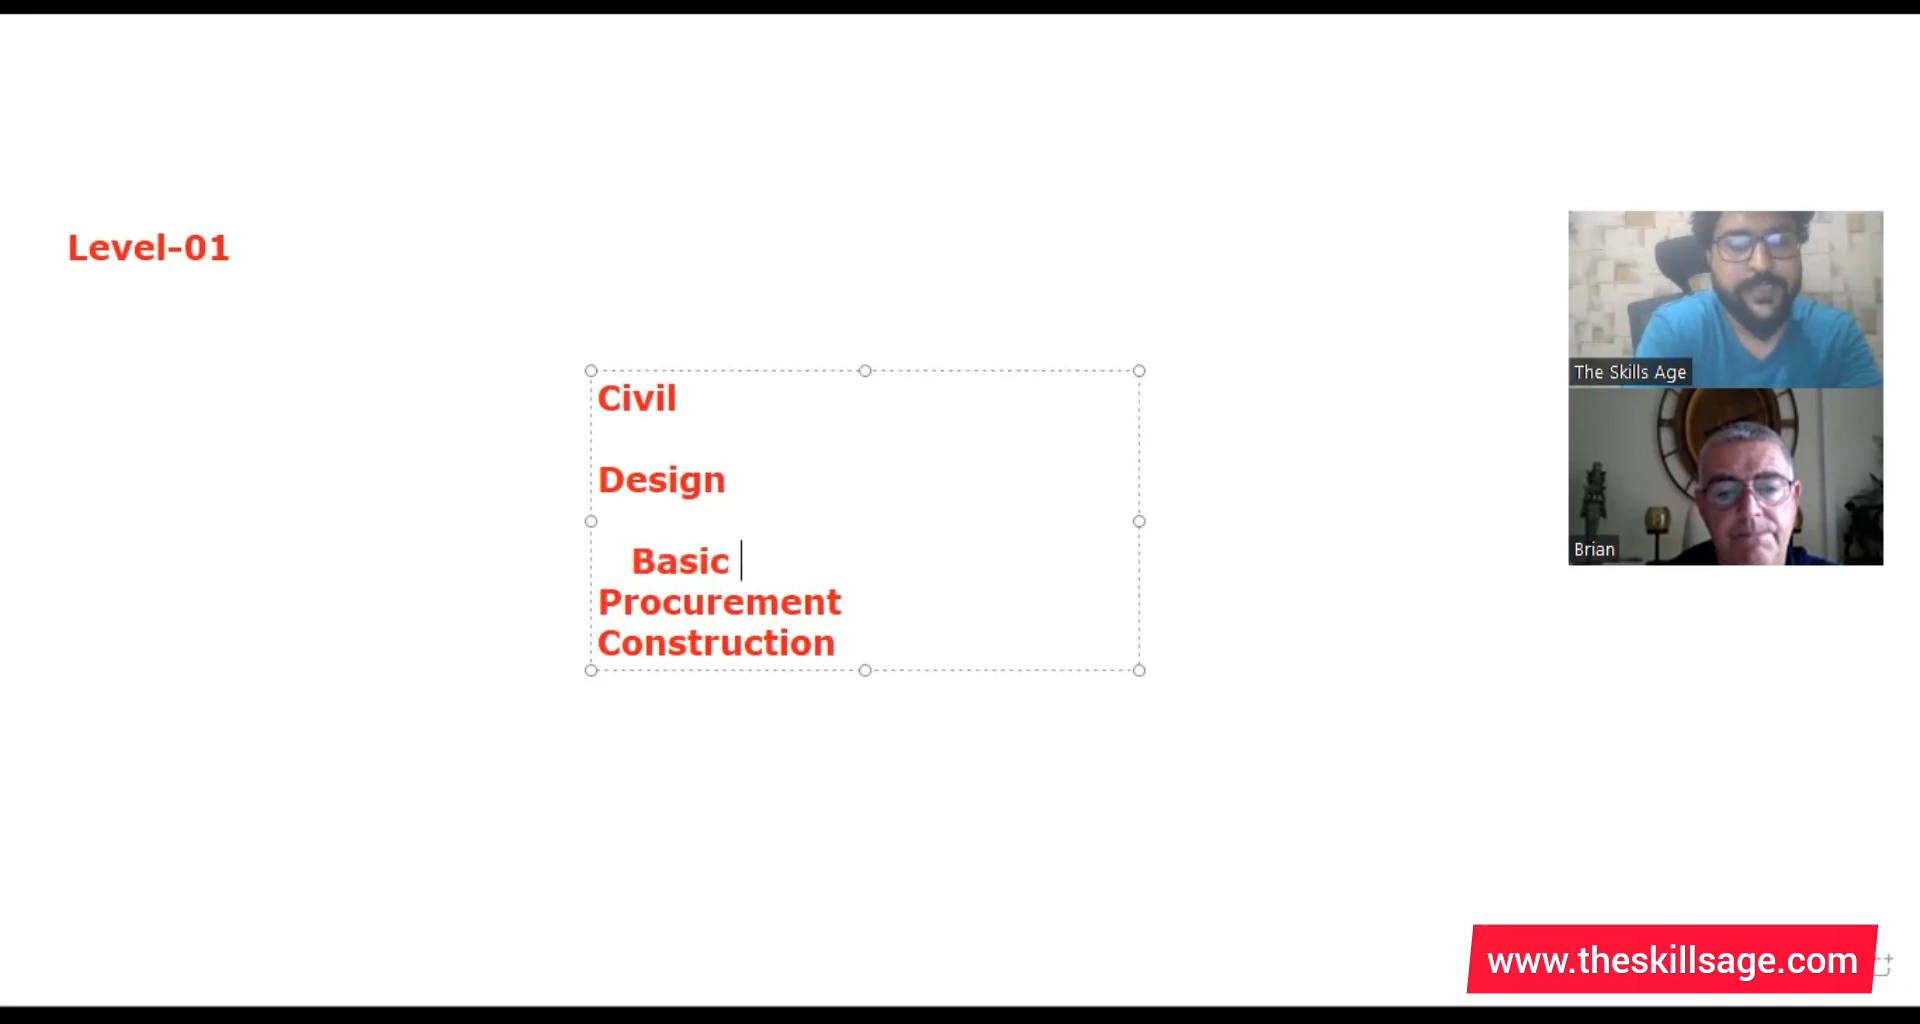 Level-01
Civil
Design
Basic
Procurement
Construction
The Skills Age
Brian
www.theskillsage.com